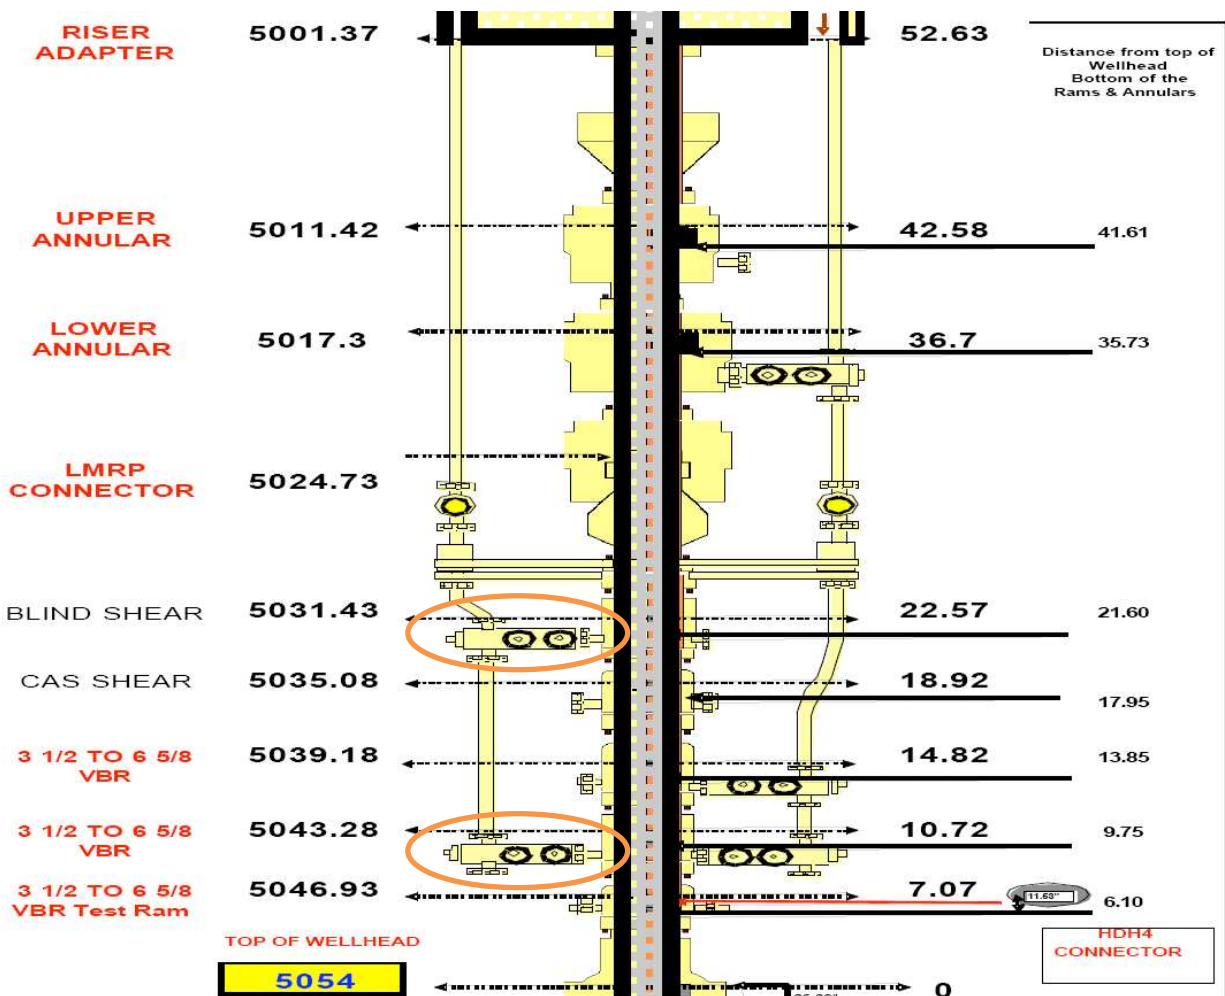 RISER
ADAPTER
5001.37
52.63
Distance from top of
Wellhead
Bottom of the
Rams & Annulars
UPPER
ANNULAR
5011.42
42.58
41.61
LOWER
ANNULAR
5017.3
36.7
35.73
LMRP
CONNECTOR
5024.73
BLIND SHEAR
5031.43
22.57
21.60
CAS SHEAR
5035.08
18.92
17.95
3 1/2 TO 6 5/8
VBR
5039.18
14.82
13.85
3 1/2 TO 6 5/8
VBR
5043.28
10.72
9.75
3 1/2 TO 6 5/8
VBR Test Ram
5046.93
7.07
11.63"
6.10
TOP OF WELLHEAD
HDH4
CONNECTOR
5054
0